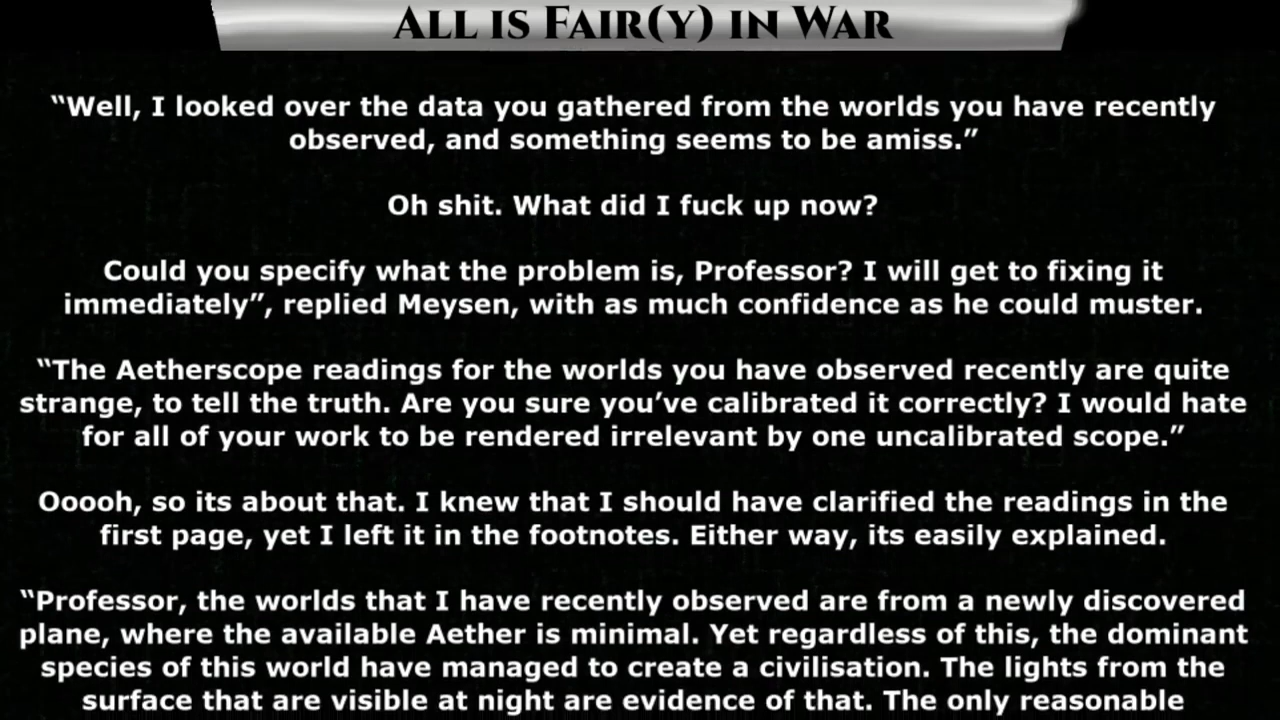 All is Fair(y) in War
“Well, I looked over the data you gathered from the worlds you have recently
observed, and something seems to be amiss.”
Oh shit. What did I fuck up now?
Could you specify what the problem is, Professor? I will get to fixing it
immediately”, replied Meysen, with as much confidence as he could muster.
“The Aetherscope readings for the worlds you have observed recently are quite
strange, to tell the truth. Are you sure you’ve calibrated it correctly? I would hate
for all of your work to be rendered irrelevant by one uncalibrated scope.”
Ooooh, so its about that. I knew that I should have clarified the readings in the
first page, yet I left it in the footnotes. Either way, its easily explained.
“Professor, the worlds that I have recently observed are from a newly discovered
plane, where the available Aether is minimal. Yet regardless of this, the dominant
species of this world have managed to create a civilisation. The lights from the
surface that are visible at night are evidence of that. The only reasonable